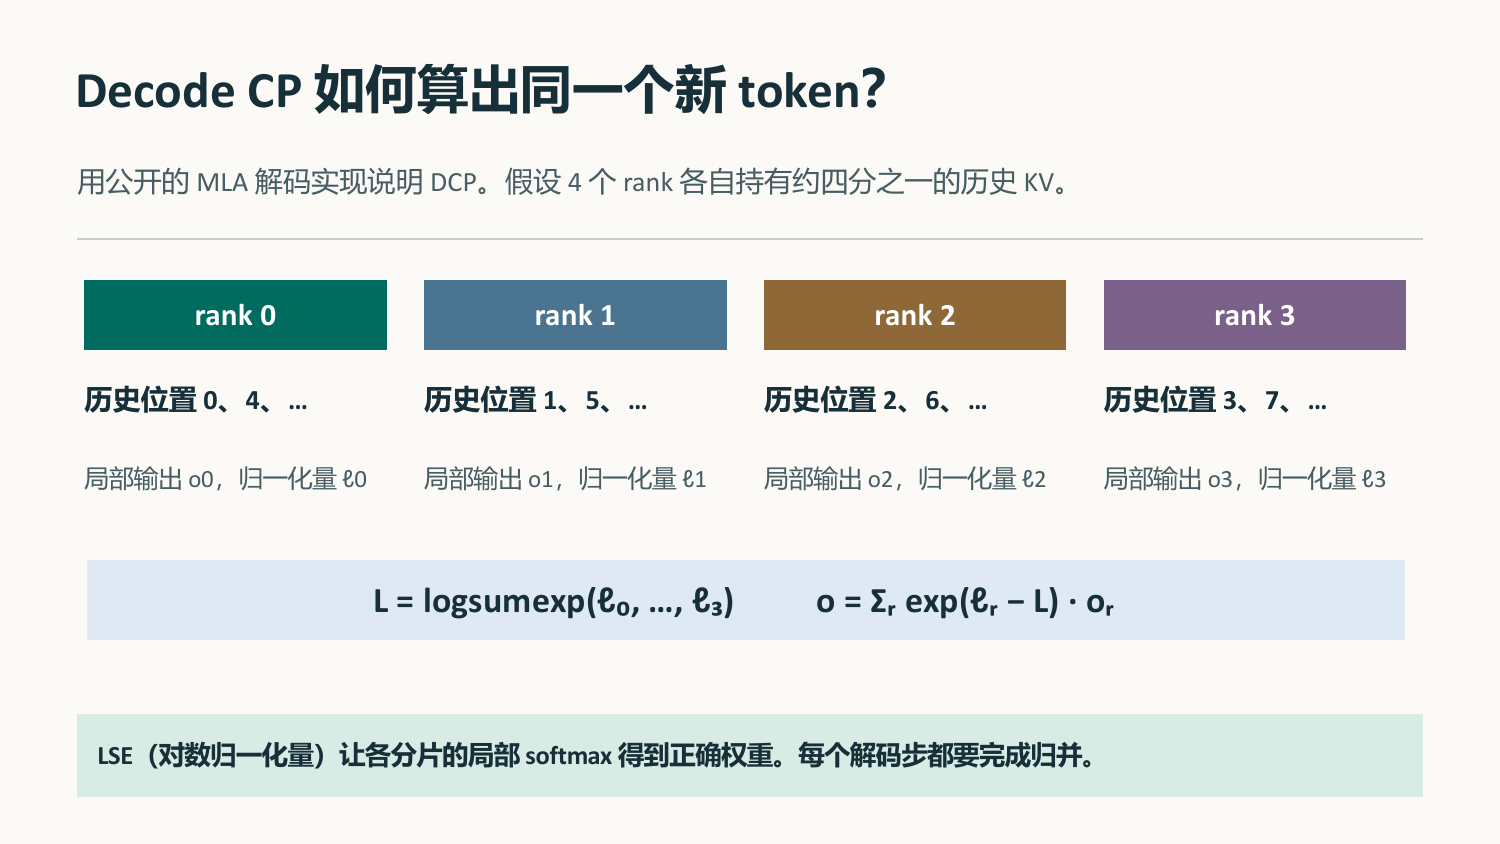 Decode CP 如何算出同一个新 token？
用公开的 MLA 解码实现说明 DCP。假设 4 个 rank 各自持有约四分之一的历史 KV。
rank 0
rank 1
rank 2
rank 3
历史位置 0、4、…
历史位置 1、5、…
历史位置 2、6、…
历史位置 3、7、…
局部输出 o0，归一化量 ℓ0
局部输出 o1，归一化量 ℓ1
局部输出 o2，归一化量 ℓ2
局部输出 o3，归一化量 ℓ3
L = logsumexp(ℓ₀, …, ℓ₃)  o = Σᵣ exp(ℓᵣ − L) · oᵣ
LSE（对数归一化量）让各分片的局部 softmax 得到正确权重。每个解码步都要完成归并。